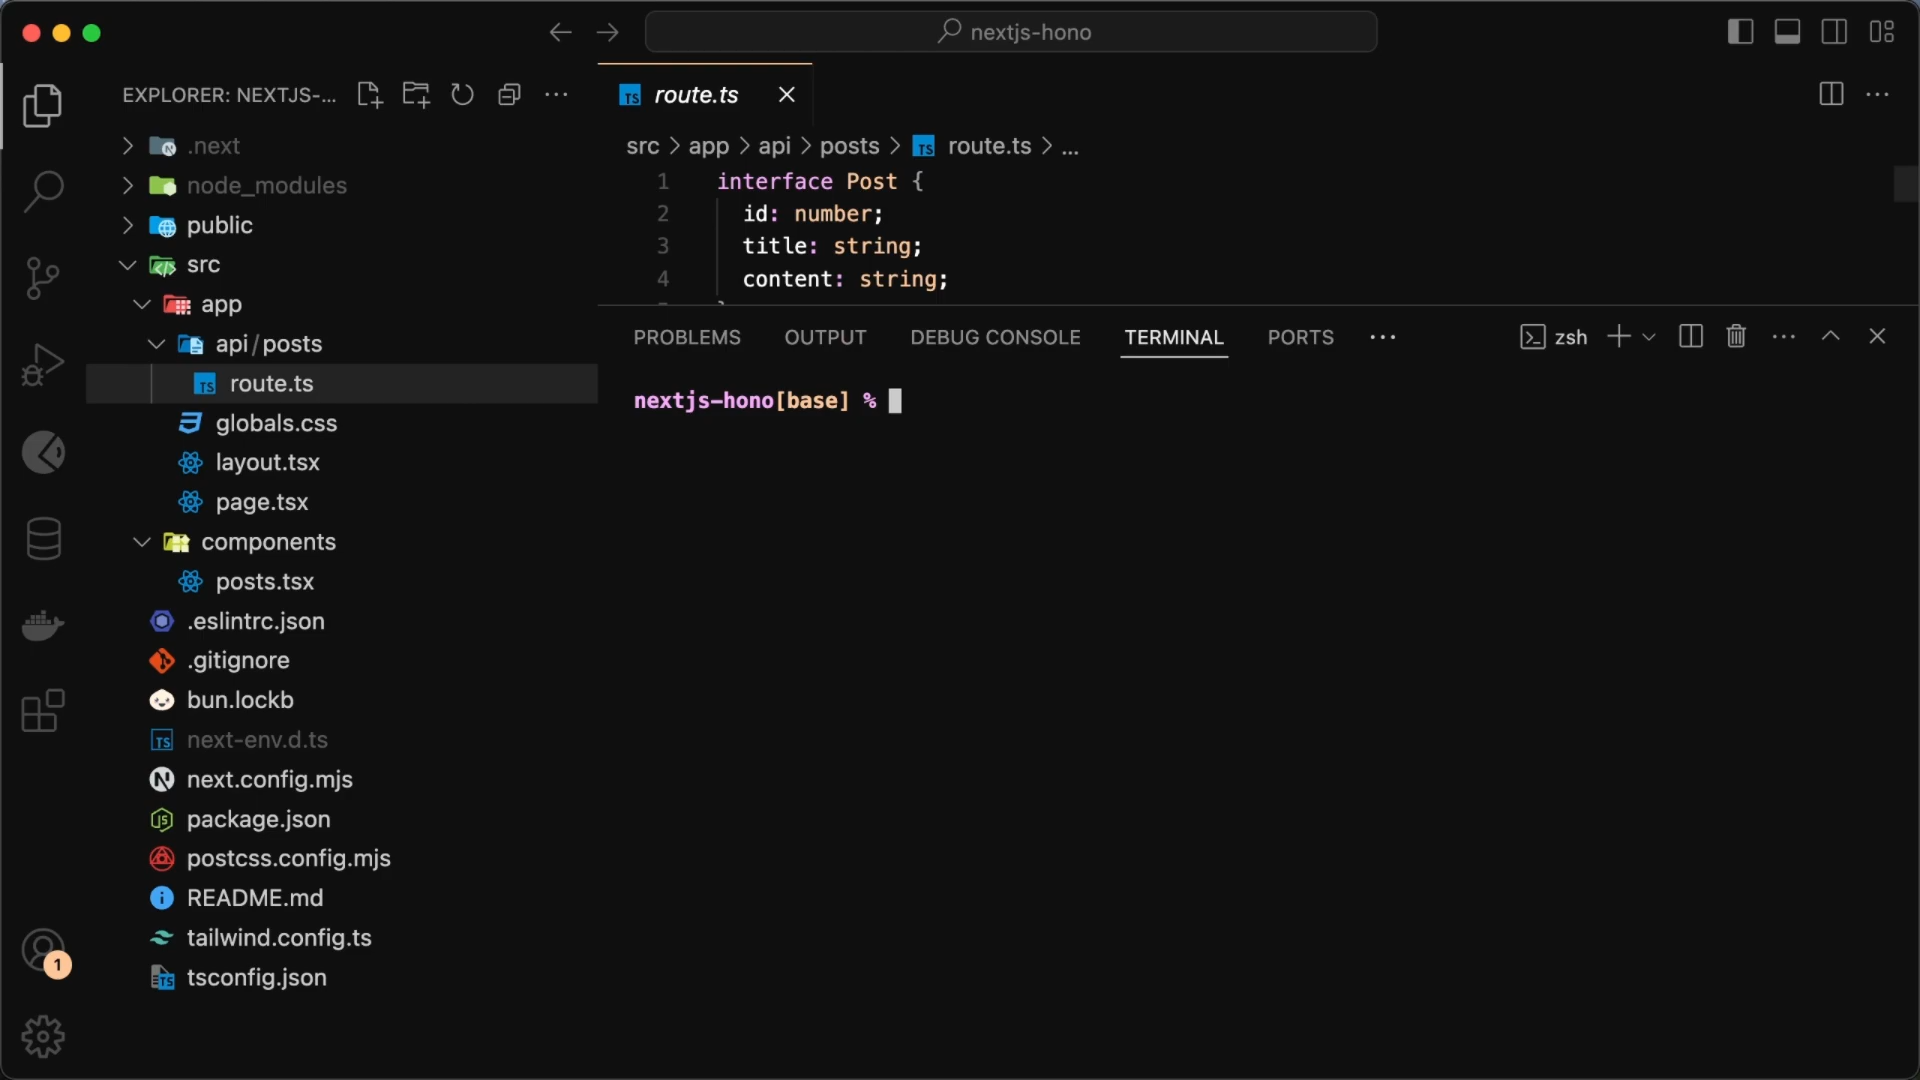 nextjs-hono
EXPLORER: NEXTJS-...
route.ts
.next
node_modules
public
src
app
api/posts
route.ts
globals.css
layout.tsx
page.tsx
components
posts.tsx
.eslintrc.json
.gitignore
bun.lockb
next-env.d.ts
next.config.mjs
package.json
postcss.config.mjs
README.md
tailwind.config.ts
tsconfig.json
1
src > app > api > posts > TS route.ts > ...
1 interface Post {
2 id: number;
3 title: string;
4 content: string;
PROBLEMS OUTPUT DEBUG CONSOLE TERMINAL PORTS ... zsh
nextjs-hono[base] %